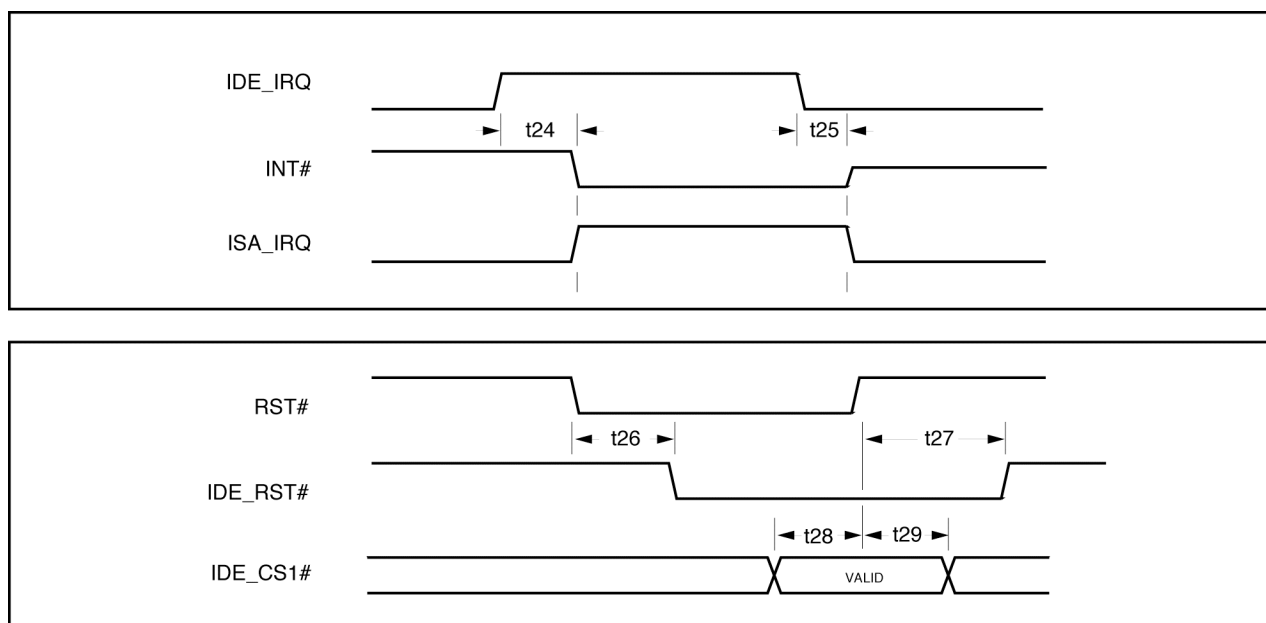 IDE_IRQ
t24
t25
INT#
ISA_IRQ
RST#
t26
t27
IDE_RST#
t28
t29
IDE_CS1#
VALID